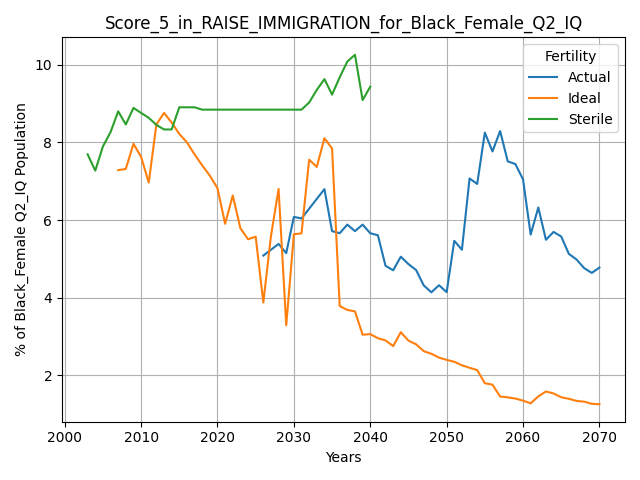 Score_5_in_RAISE_IMMIGRATION_for_Black_Female_Q2_IQ
% of Black_Female Q2_IQ Population
10
8
6
4
2
Fertility
Actual
Ideal
Sterile
2000 2010 2020 2030 2040 2050 2060 2070
Years